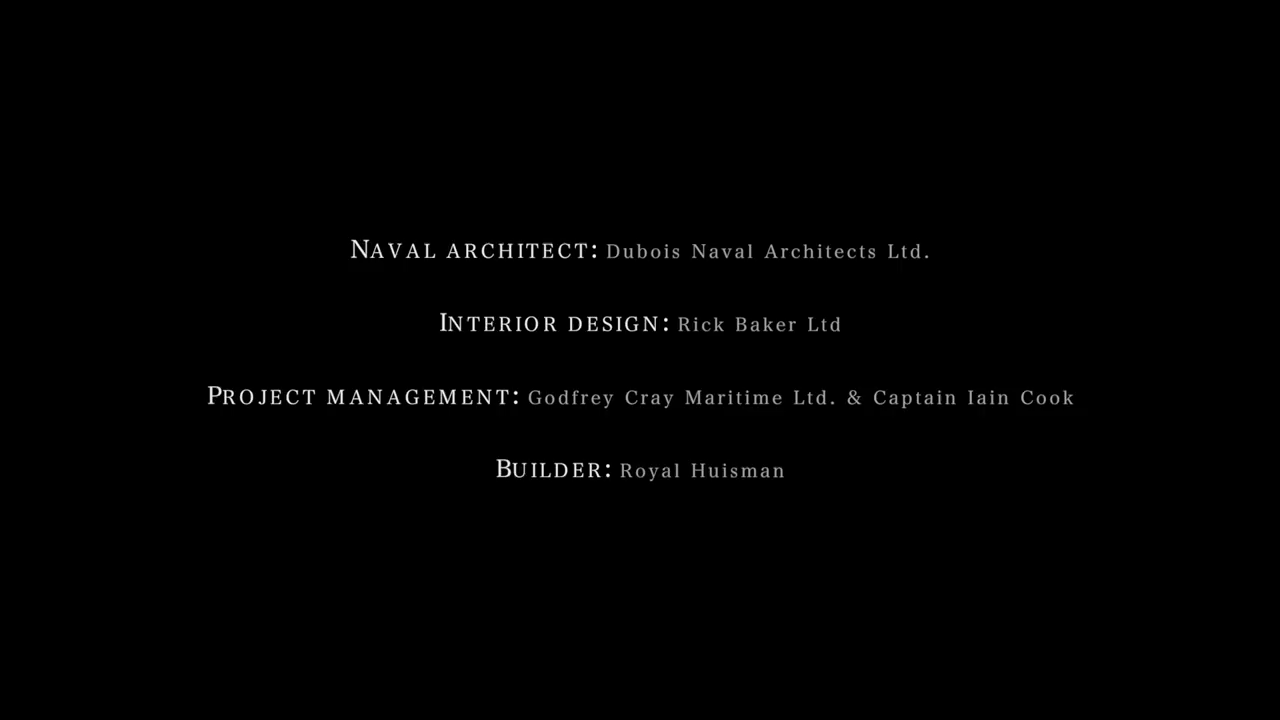 NAVAL ARCHITECT: Dubois Naval Architects Ltd.
INTERIOR DESIGN: Rick Baker Ltd
PROJECT MANAGEMENT: Godfrey Cray Maritime Ltd. & Captain Iain Cook
BUILDER: Royal Huisman